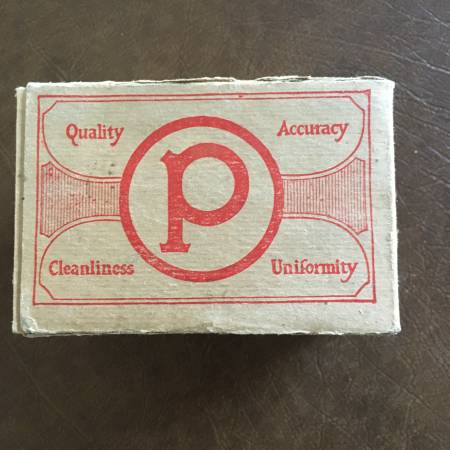 Quality Accuracy
P
Cleanliness Uniformity